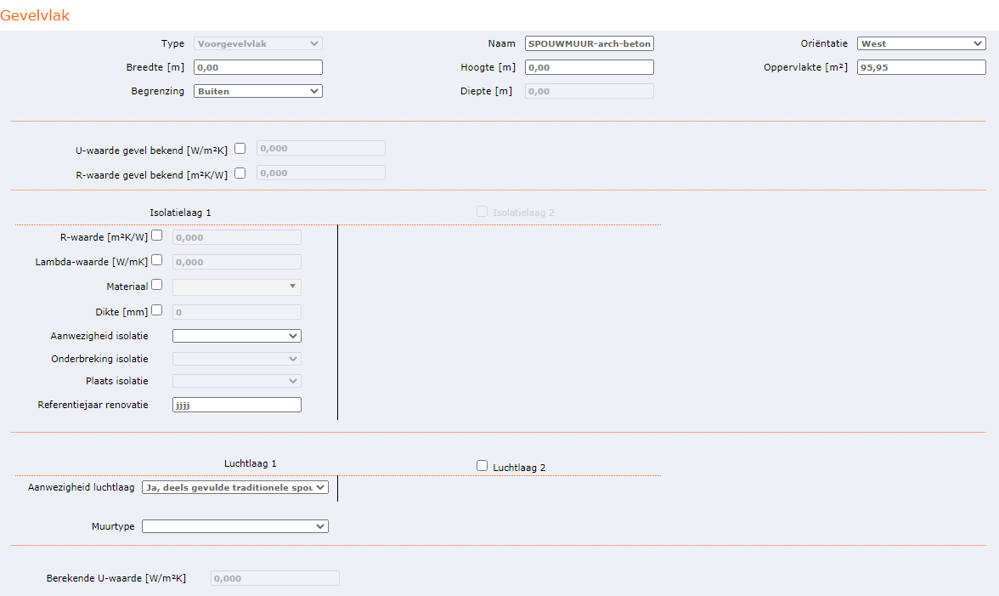 Gevelvlak
Type Voorgevelvlak Naam SPOUWMUUR-arch-beton Oriëntatie West
Breedte [m] 0,00 Hoogte [m] 0,00 Oppervlakte [m²] 95,95
Begrenzing Buiten Diepte [m] 0,00
U-waarde gevel bekend [W/m²K] 0,000
R-waarde gevel bekend [m²K/W] 0,000
Isolatielaag 1 Isolatielaag 2
R-waarde [m²K/W] 0,000
Lambda-waarde [W/mK] 0,000
Materiaal
Dikte [mm] 0
Aanwezigheid isolatie
Onderbreking isolatie
Plaats isolatie
Referentiejaar renovatie jjjj
Luchtlaag 1 Luchtlaag 2
Aanwezigheid luchtlaag Ja, deels gevulde traditionele spou
Muurtype
Berekende U-waarde [W/m²K] 0,000